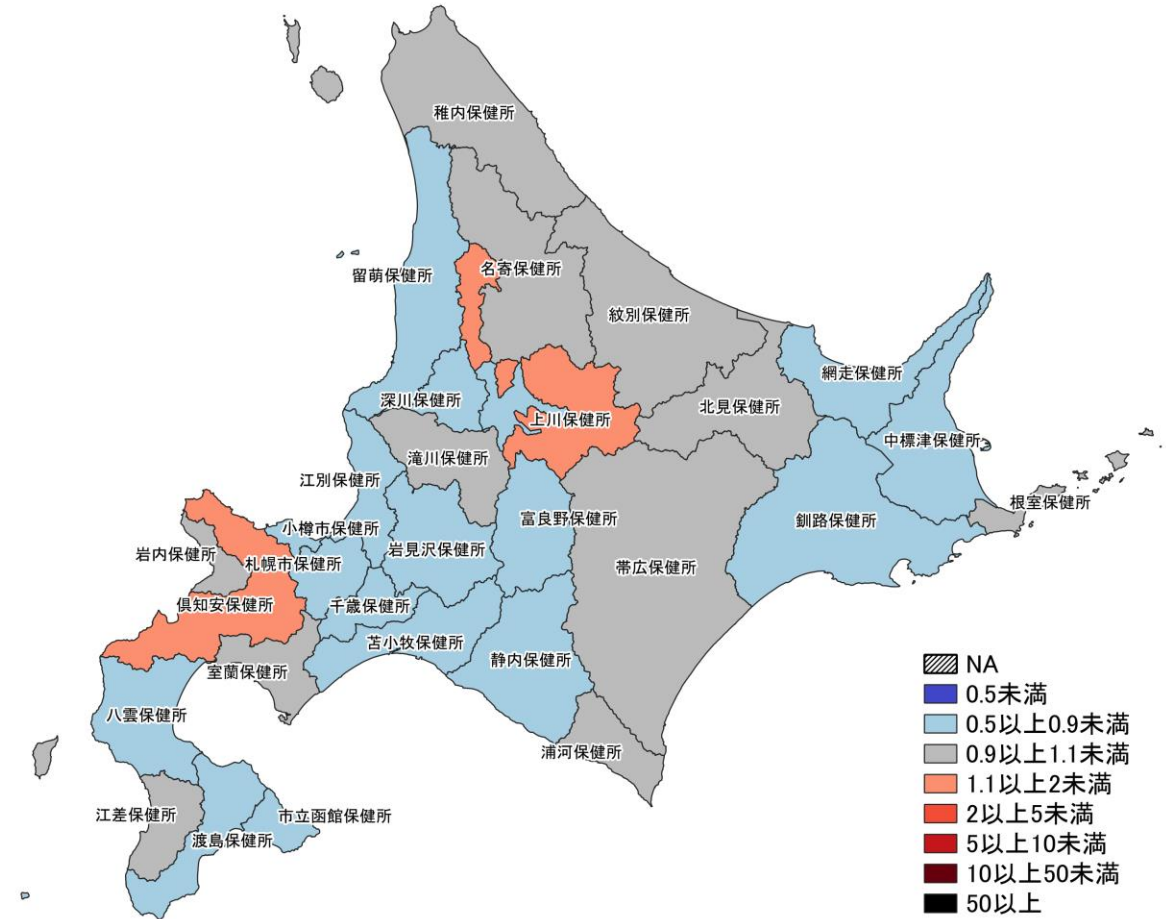 稚内保健所
名寄保健所
留萌保健所
紋別保健所
網走保健所
深川保健所
北見保健所
上川保健所
中標津保健所
滝川保健所
江別保健所
根室保健所
小樽市保健所
富良野保健所
釧路保健所
岩内保健所
札幌市保健所
岩見沢保健所
帯広保健所
倶知安保健所
千歳保健所
苫小牧保健所
静内保健所
室蘭保健所
八雲保健所
浦河保健所
江差保健所
市立函館保健所
渡島保健所
NA
0.5未満
0.5以上0.9未満
0.9以上1.1未満
1.1以上2未満
2以上5未満
5以上10未満
10以上50未満
50以上